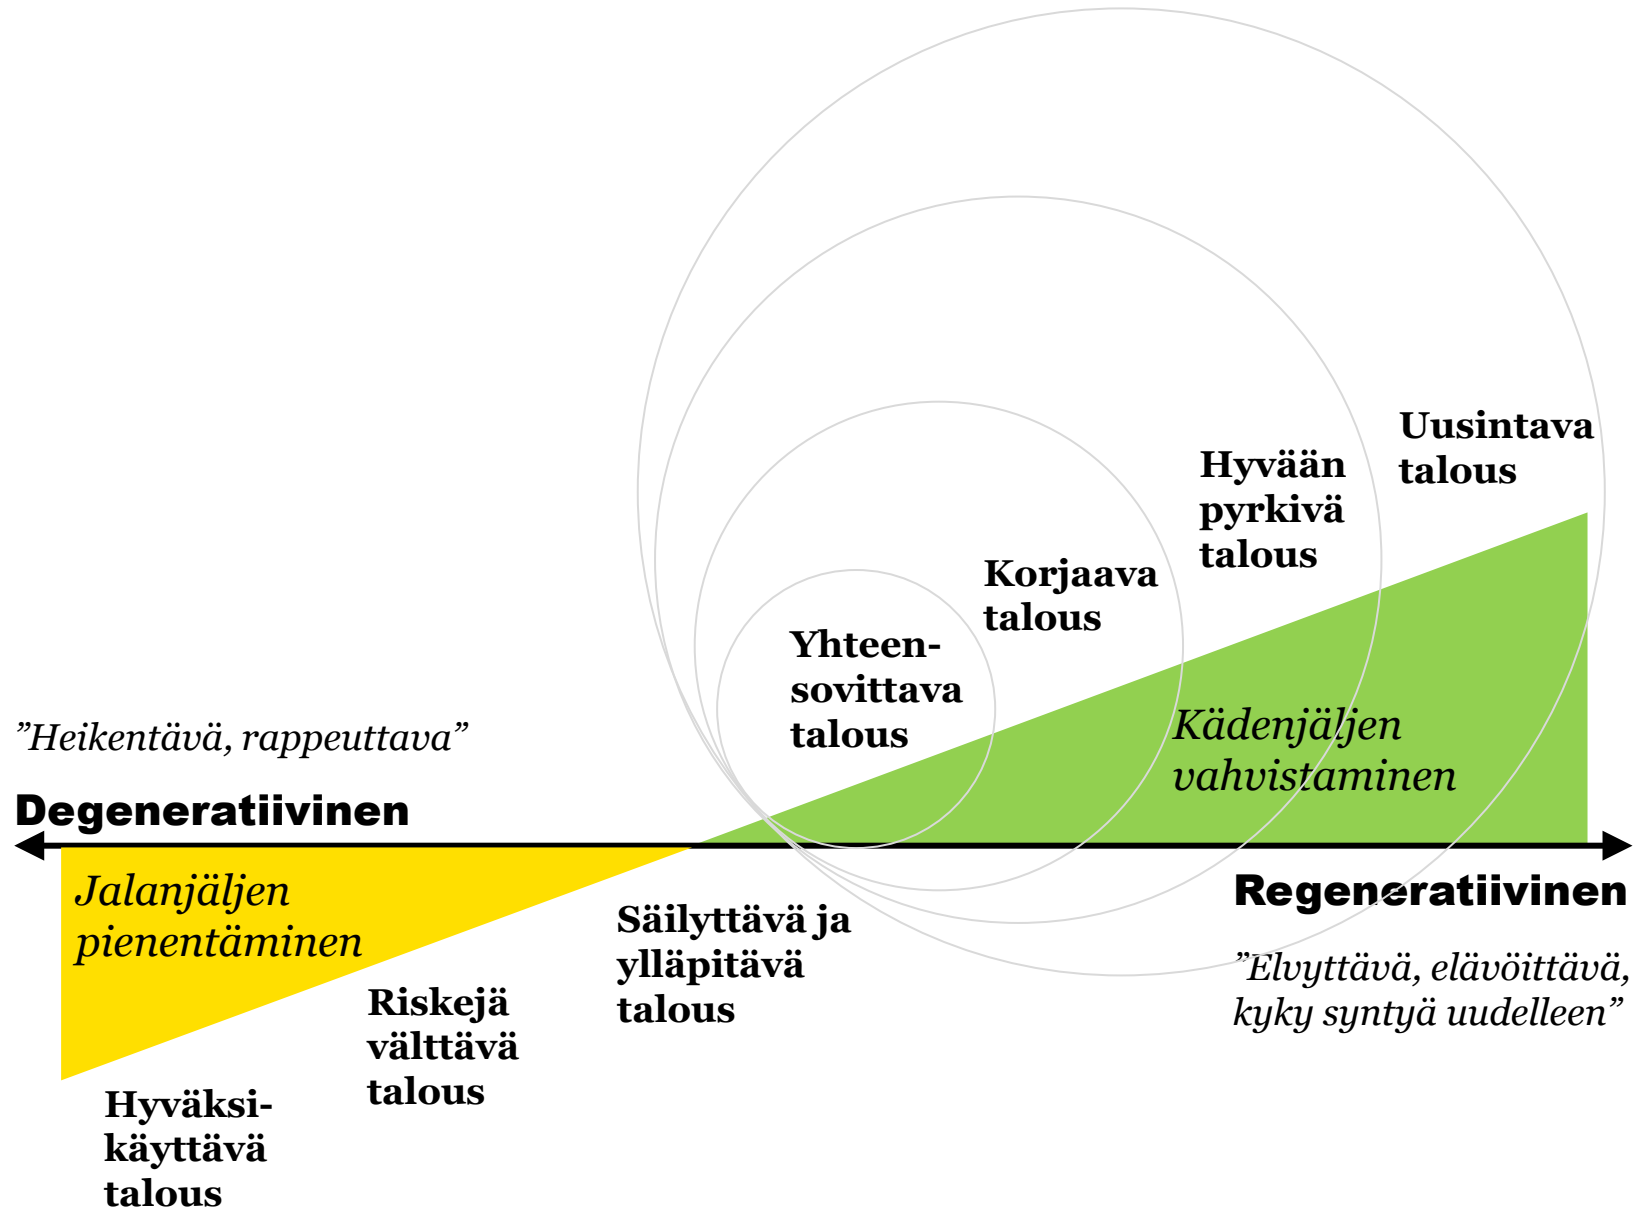 Uusintava
talous
Hyvään
pyrkivä
talous
Korjaava
talous
Yhteen-
sovittava
talous
Kädenjäljen
vahvistaminen
”Heikentävä, rappeuttava”
Degeneratiivinen
Jalanjäljen
pienentäminen
Regeneratiivinen
”Elvyttävä, elävöittävä,
kyky syntyä uudelleen”
Säilyttävä ja
ylläpitävä
talous
Riskejä
välttävä
talous
Hyväksi-
käyttävä
talous